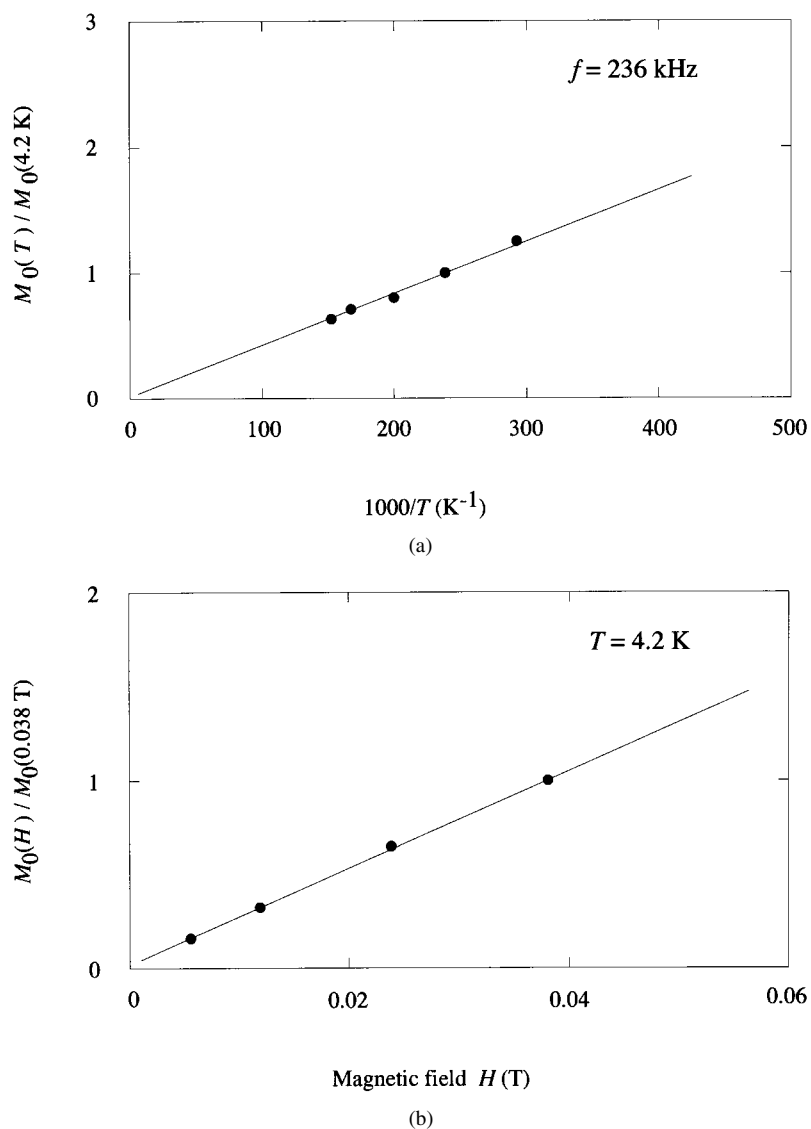 3
f = 236 kHz
2
M0(T) / M0(4.2 K)
1
0
0 100 200 300 400 500
1000/T (K-1)
(a)
2
T = 4.2 K
M0(H) / M0(0.038 T)
1
0
0 0.02 0.04 0.06
Magnetic field H (T)
(b)